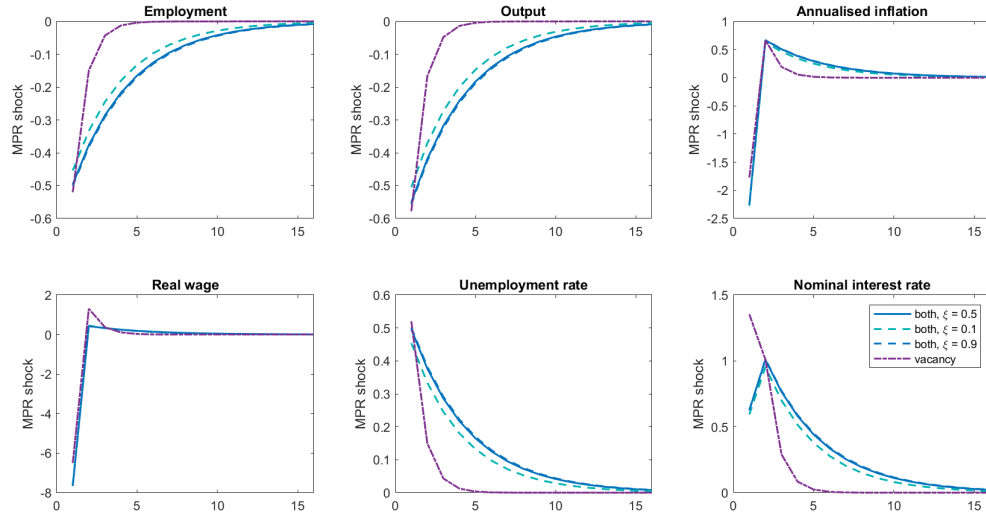 Employment
Output
Annualised inflation
MPR shock
0
-0.1
-0.2
-0.3
-0.4
-0.5
-0.6
0 5 10 15
MPR shock
0
-0.1
-0.2
-0.3
-0.4
-0.5
-0.6
0 5 10 15
MPR shock
1
0.5
0
-0.5
-1
-1.5
-2
-2.5
0 5 10 15
Real wage
Unemployment rate
Nominal interest rate
MPR shock
2
0
-2
-4
-6
-8
0 5 10 15
MPR shock
0.6
0.5
0.4
0.3
0.2
0.1
0
0 5 10 15
MPR shock
1.5
1
0.5
0
0 5 10 15
both, ξ = 0.5
both, ξ = 0.1
both, ξ = 0.9
vacancy